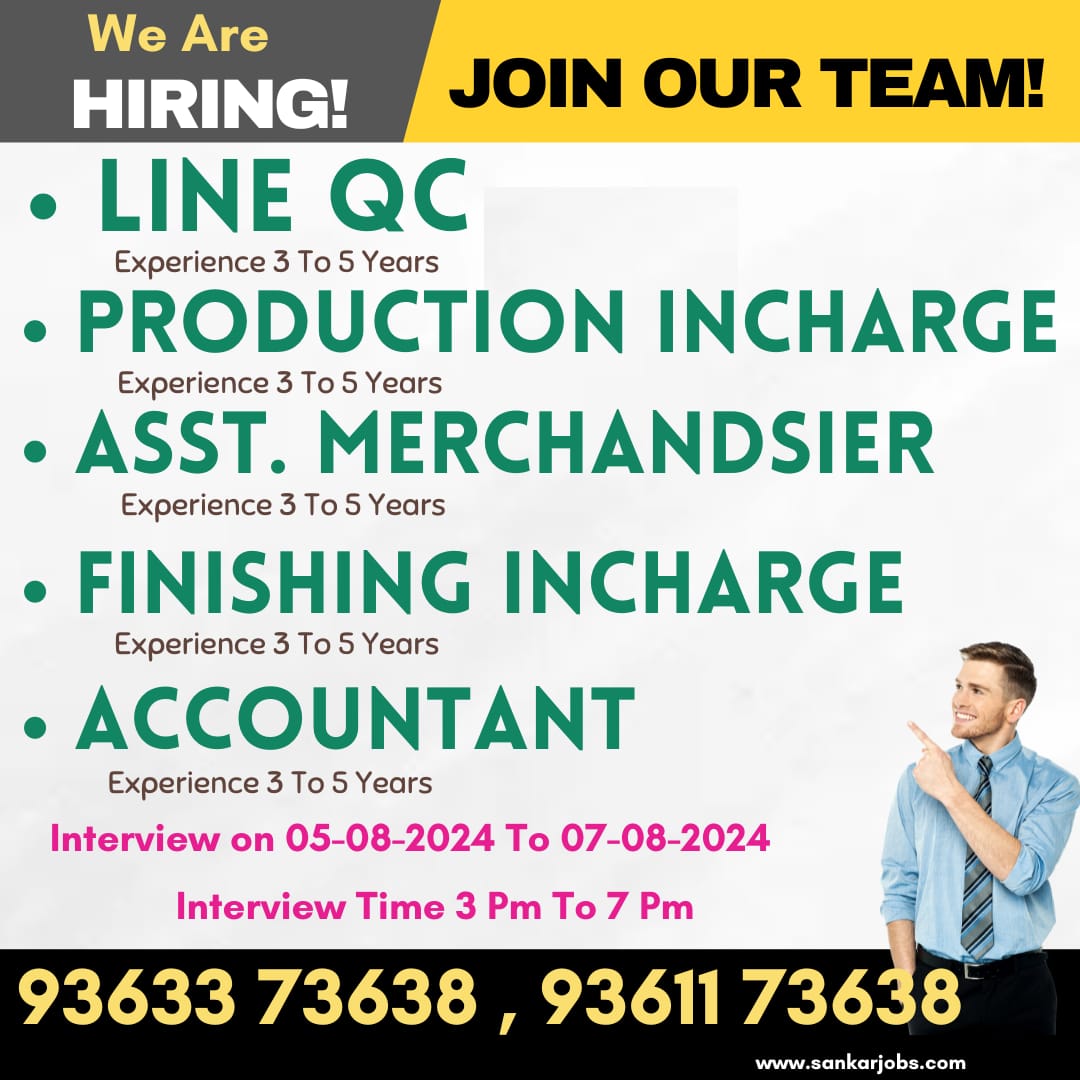 We Are
HIRING!
JOIN OUR TEAM!
• LINE QC
Experience 3 To 5 Years
• PRODUCTION INCHARGE
Experience 3 To 5 Years
• ASST. MERCHANDSIER
Experience 3 To 5 Years
• FINISHING INCHARGE
Experience 3 To 5 Years
• ACCOUNTANT
Experience 3 To 5 Years
Interview on 05-08-2024 To 07-08-2024
Interview Time 3 Pm To 7 Pm
93633 73638 , 93611 73638
www.sankarjobs.com